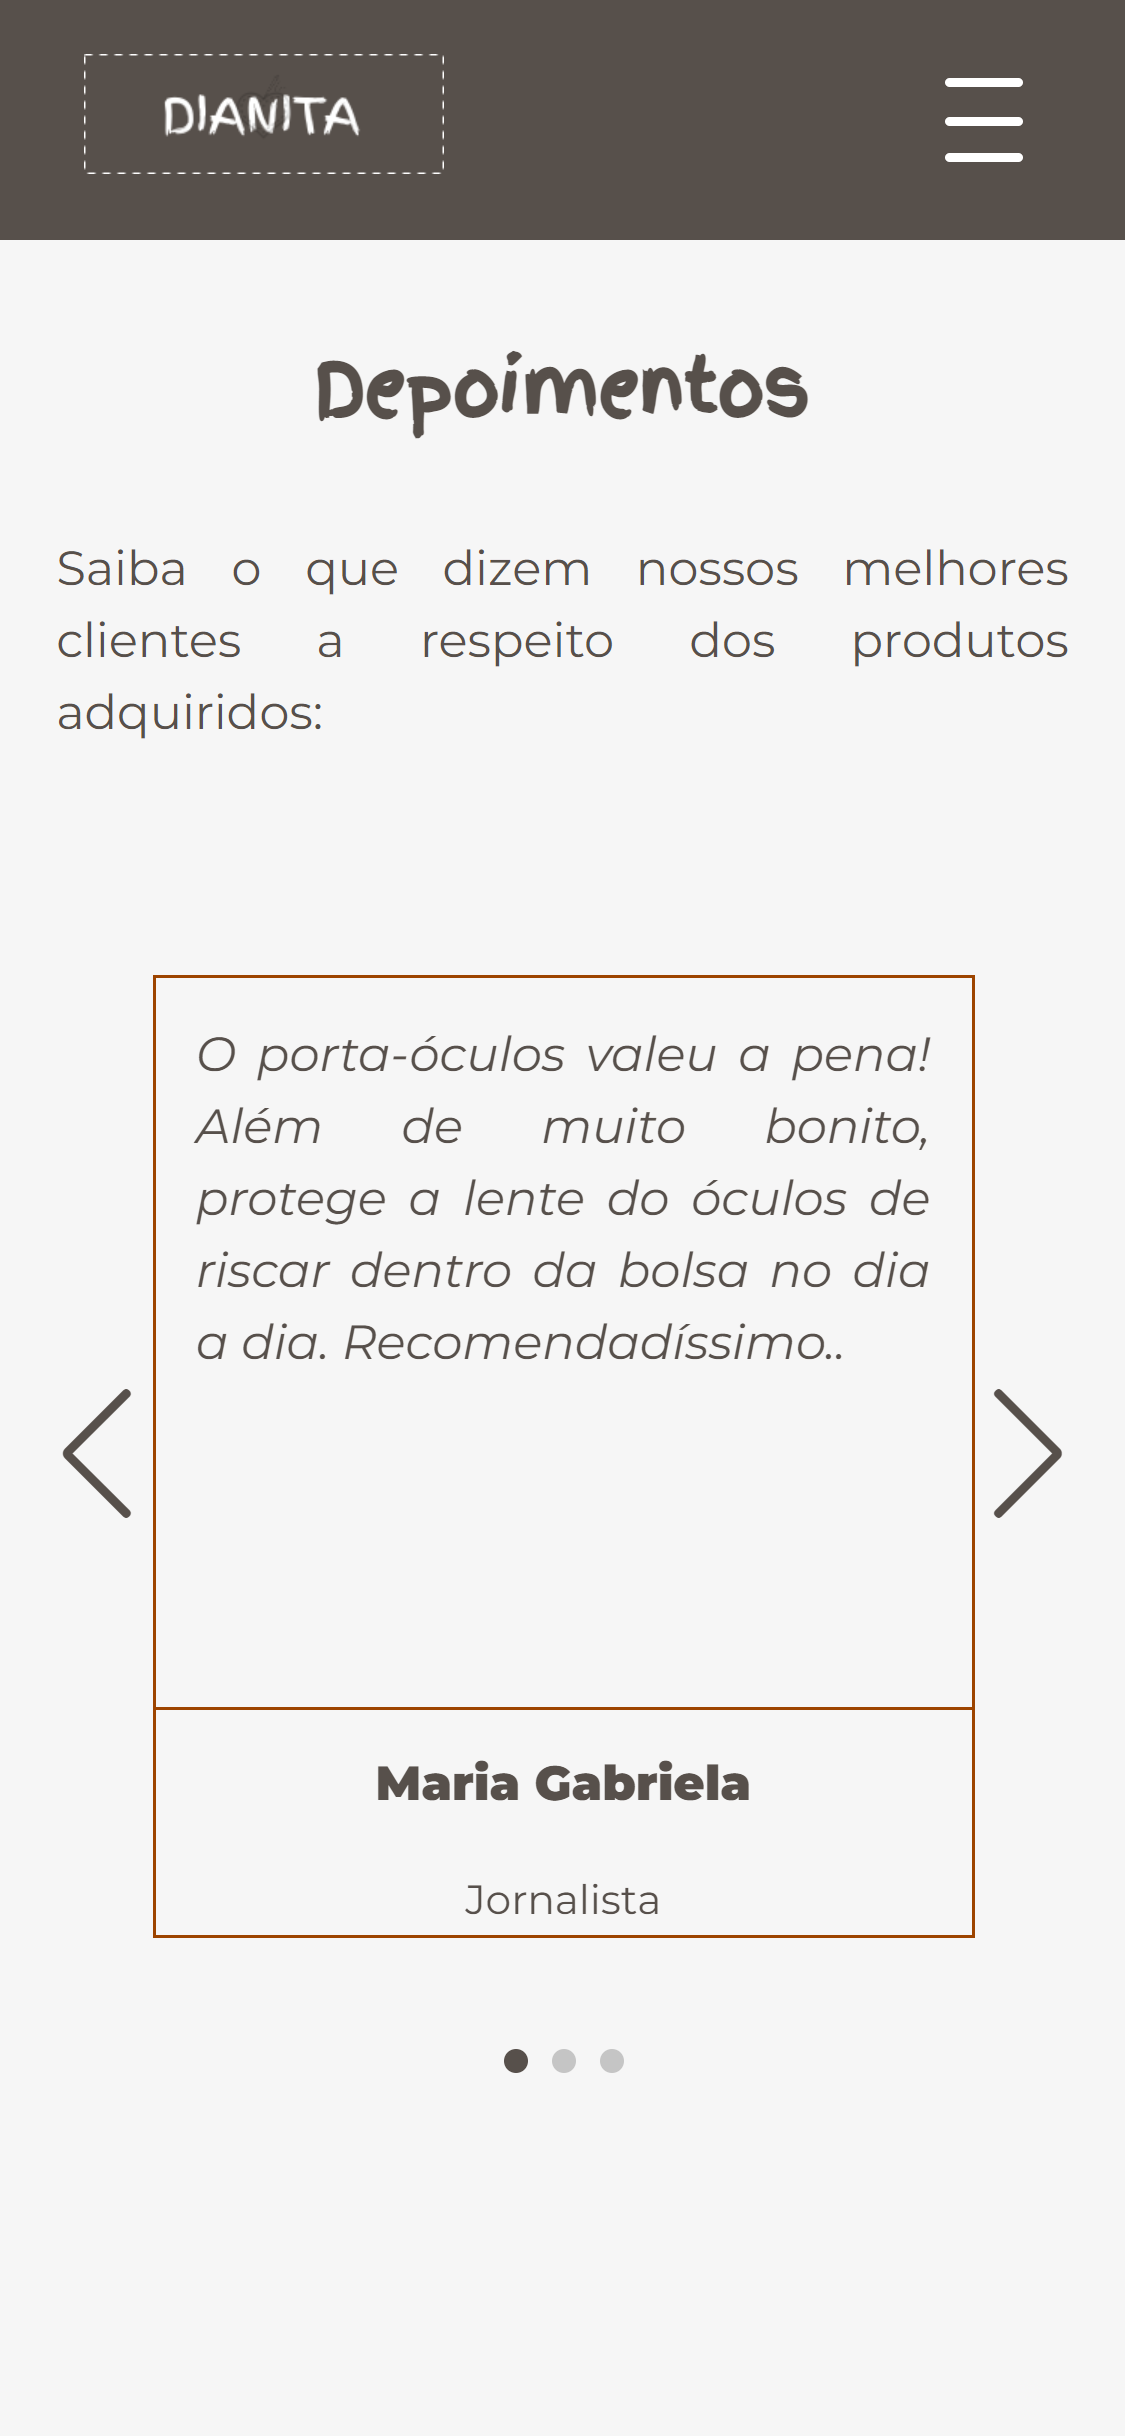 DIANITA
Depoimentos
Saiba o que dizem nossos melhores
clientes a respeito dos produtos
adquiridos:
O porta-óculos valeu a pena!
Além de muito bonito,
protege a lente do óculos de
riscar dentro da bolsa no dia
a dia. Recomendadíssimo..
Maria Gabriela
Jornalista